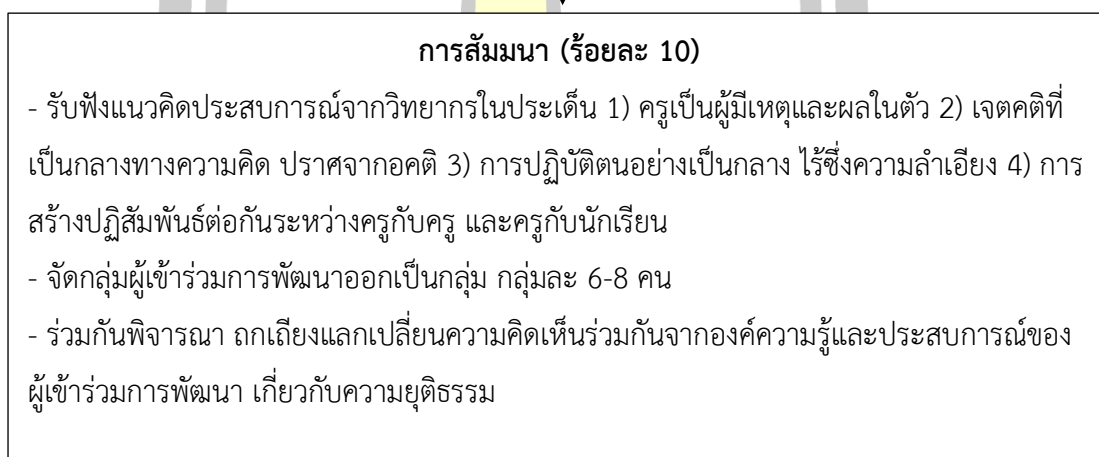 การสัมมนา (ร้อยละ 10)
- รับฟังแนวคิดประสบการณ์จากวิทยากรในประเด็น 1) ครูเป็นผู้มีเหตุและผลในตัว 2) เจตคติที่
เป็นกลางทางความคิด ปราศจากอคติ 3) การปฏิบัติตนอย่างเป็นกลาง ไร้ซึ่งความลำเอียง 4) การ
สร้างปฏิสัมพันธ์ต่อกันระหว่างครูกับครู และครูกับนักเรียน
- จัดกลุ่มผู้เข้าร่วมการพัฒนาออกเป็นกลุ่ม กลุ่มละ 6-8 คน
- ร่วมกันพิจารณา ถกเถียงแลกเปลี่ยนความคิดเห็นร่วมกันจากองค์ความรู้และประสบการณ์ของ
ผู้เข้าร่วมการพัฒนา เกี่ยวกับความยุติธรรม